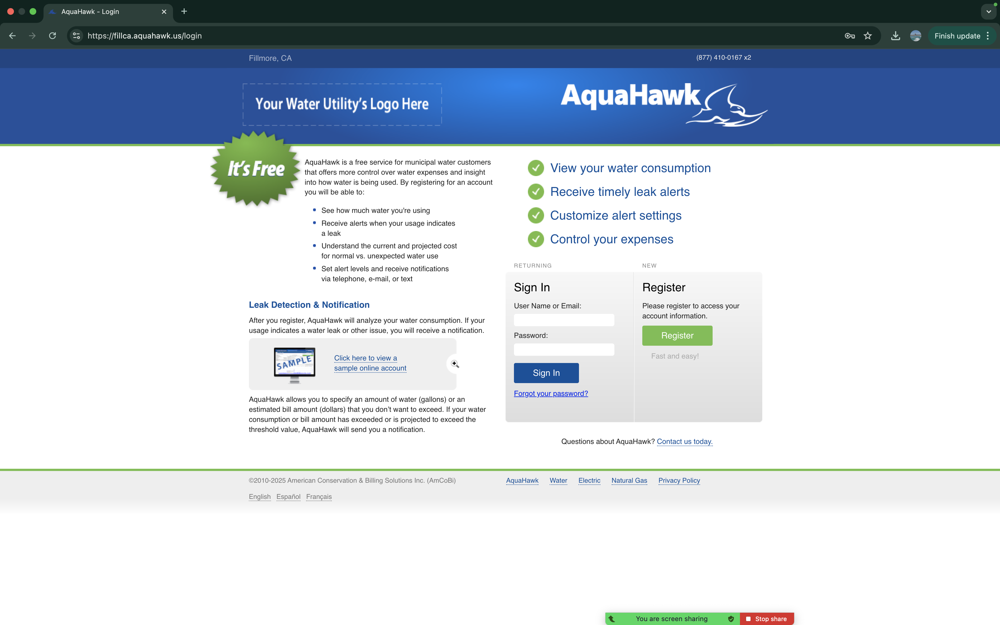 AquaHawk - Login
https://fillca.aquahawk.us/login
Finish update
Fillmore, CA
(877) 410-0167 x2
Your Water Utility's Logo Here
AquaHawk
It's Free
AquaHawk is a free service for municipal water customers
that offers more control over water expenses and insight
into how water is being used. By registering for an account
you will be able to:
See how much water you're using
Receive alerts when your usage indicates
a leak
Understand the current and projected cost
for normal vs. unexpected water use
Set alert levels and receive notifications
via telephone, e-mail, or text
Leak Detection & Notification
After you register, AquaHawk will analyze your water consumption. If your
usage indicates a water leak or other issue, you will receive a notification.
SAMPLE
Click here to view a
sample online account
AquaHawk allows you to specify an amount of water (gallons) or an
estimated bill amount (dollars) that you don’t want to exceed. If your water
consumption or bill amount has exceeded or is projected to exceed the
threshold value, AquaHawk will send you a notification.
View your water consumption
Receive timely leak alerts
Customize alert settings
Control your expenses
RETURNING
Sign In
User Name or Email:
Password:
Sign In
Forgot your password?
NEW
Register
Please register to access your
account information.
Register
Fast and easy!
Questions about AquaHawk? Contact us today.
©2010-2025 American Conservation & Billing Solutions Inc. (AmCoBi)
AquaHawk Water Electric Natural Gas Privacy Policy
English Español Français
You are screen sharing
Stop share